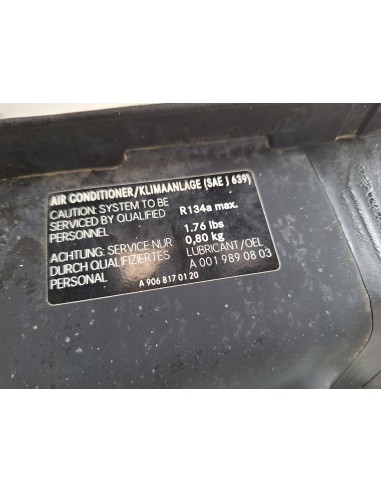 AIR CONDITIONER/KLIMAANLAGE (SAE J 639)
CAUTION: SYSTEM TO BE
SERVICED BY QUALIFIED
PERSONNEL
ACHTUNG: SERVICE NUR
DURCH QUALIFIZIERTES
PERSONAL
R134a max.
1.76 lbs
0,80 kg
LUBRICANT/OEL
A 001 989 08 03
A 906 817 01 20